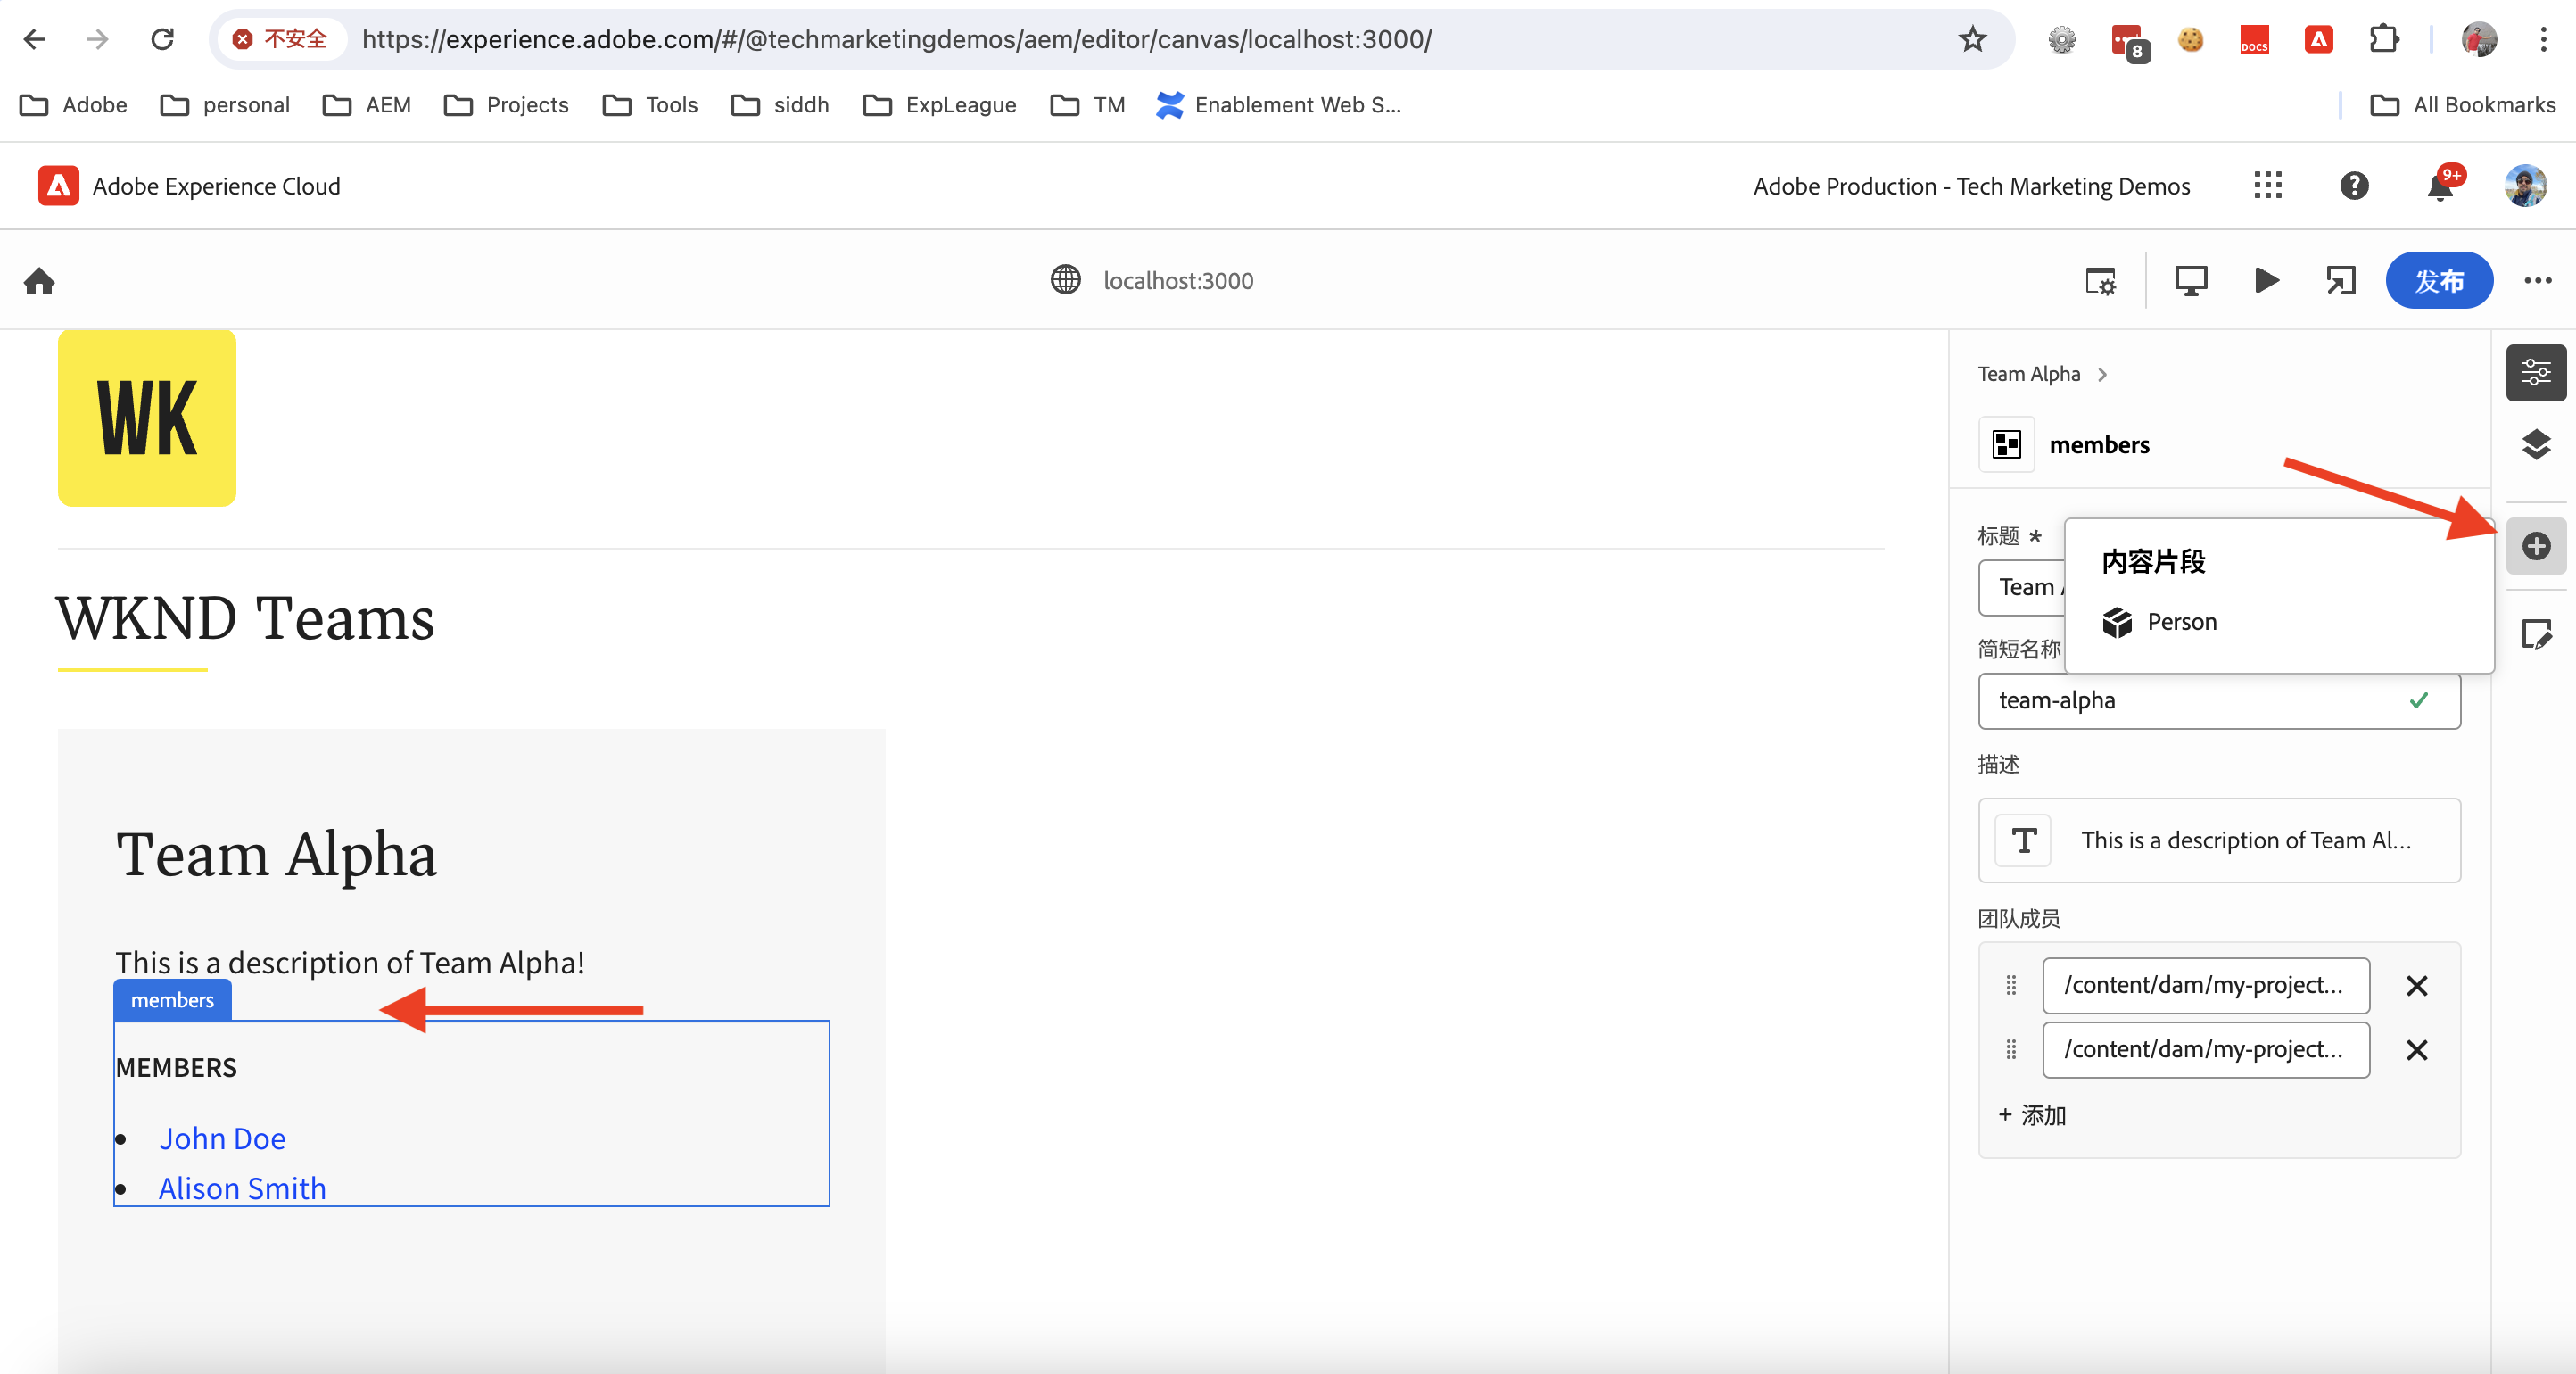 不安全 https://experience.adobe.com/#/@techmarketingdemos/aem/editor/canvas/localhost:3000/
8
DOCS
Adobe personal AEM Projects Tools siddh ExpLeague TM Enablement Web S... All Bookmarks
Adobe Experience Cloud
Adobe Production - Tech Marketing Demos
9+
localhost:3000
发布
WK
WKND Teams
Team Alpha
This is a description of Team Alpha!
members
MEMBERS
John Doe
Alison Smith
Team Alpha
members
标题 *
Team
内容片段
Person
简短名称
team-alpha
描述
T
This is a description of Team Al...
团队成员
/content/dam/my-project...
/content/dam/my-project...
+ 添加